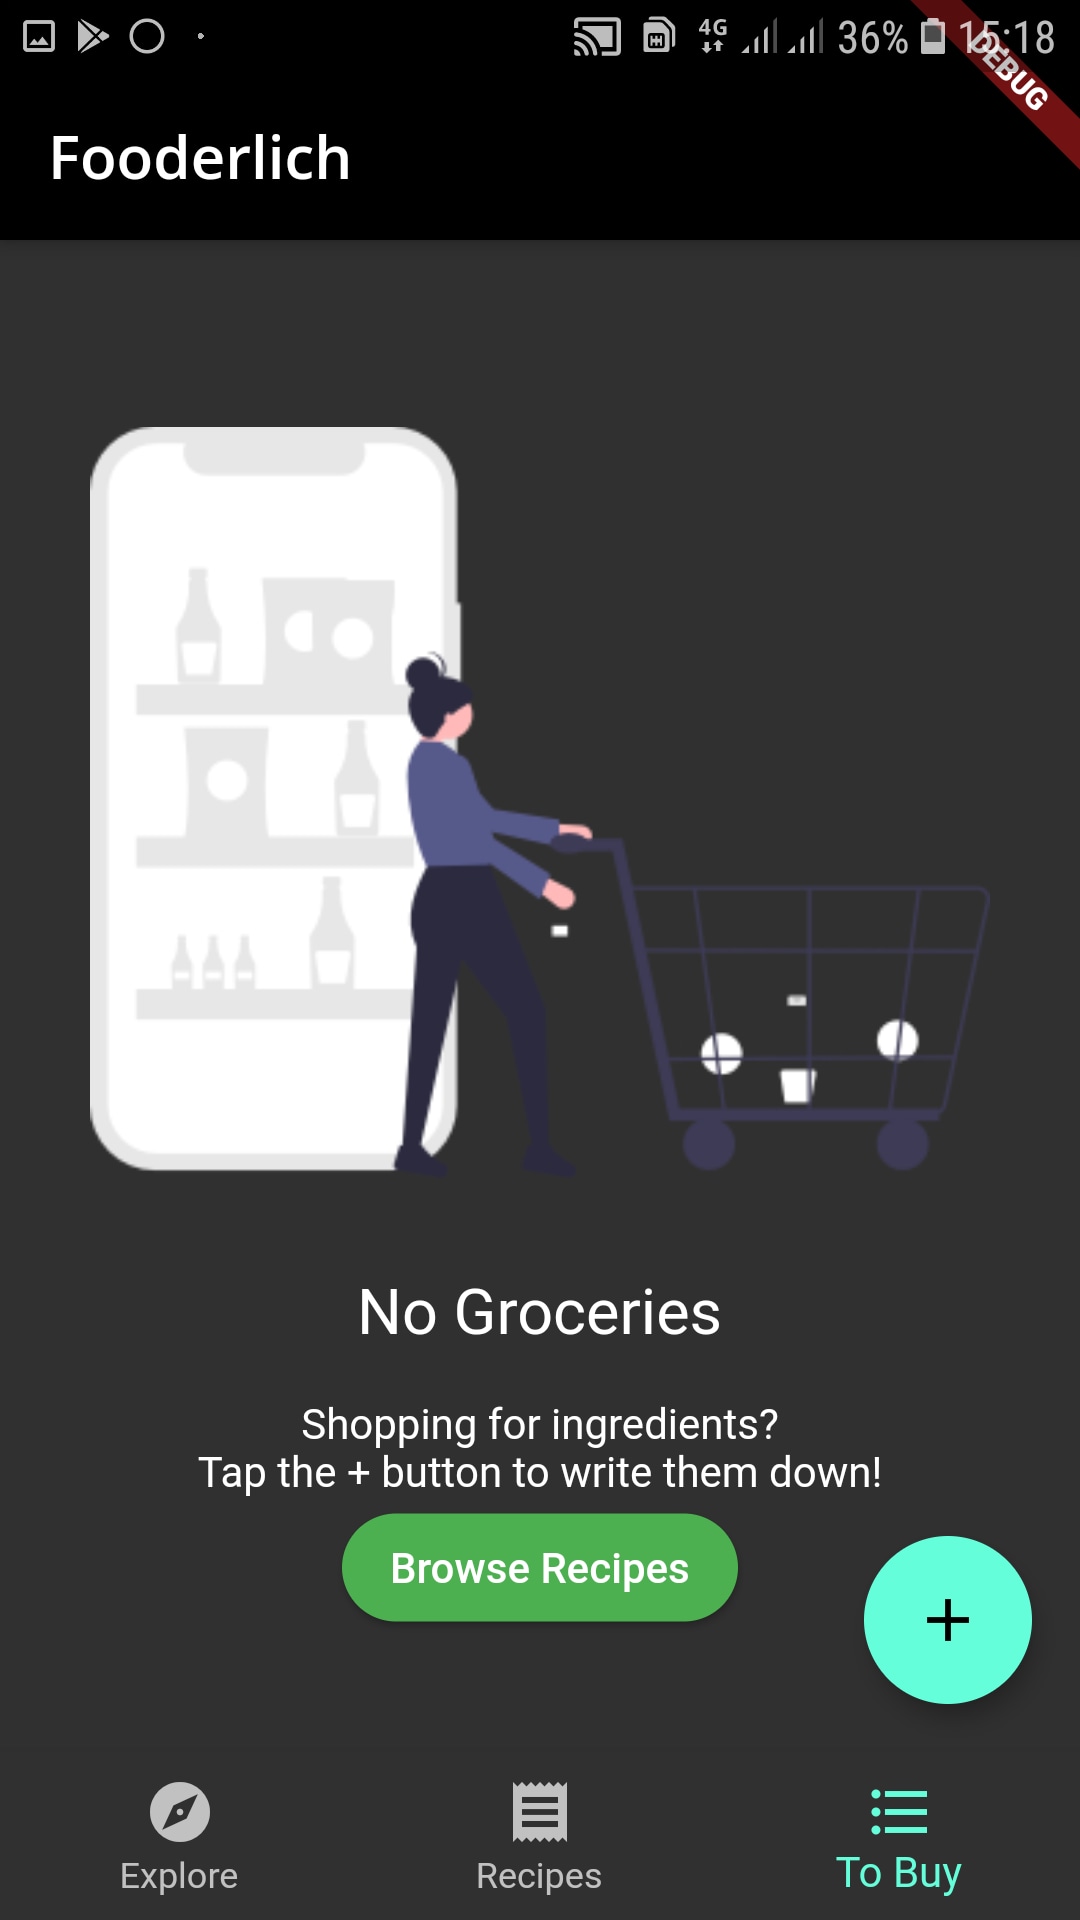 4G 36% 15:18
DEBUG
Fooderlich
No Groceries
Shopping for ingredients?
Tap the + button to write them down!
Browse Recipes
+
Explore Recipes To Buy